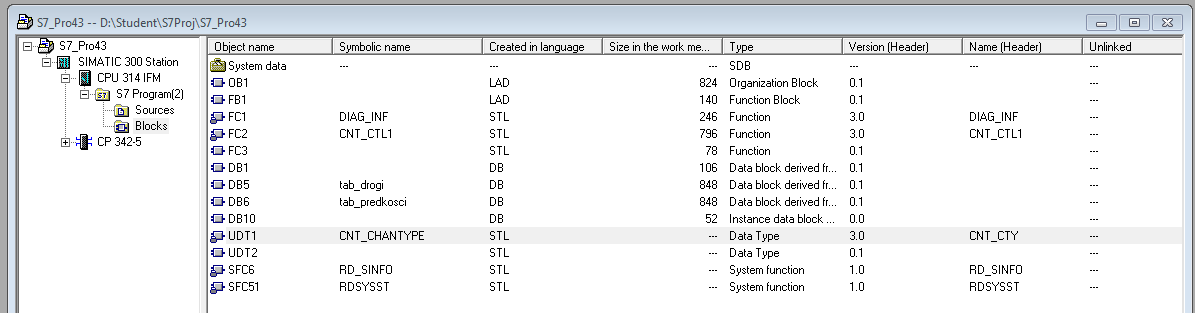 S7_Pro43 -- D:\Student\S7Proj\S7_Pro43
S7_Pro43
SIMATIC 300 Station
CPU 314 IFM
S7 Program(2)
Sources
Blocks
CP 342-5
Object name Symbolic name Created in language Size in the work me... Type Version (Header) Name (Header) Unlinked
System data --- --- --- SDB --- --- ---
OB1 LAD 824 Organization Block 0.1 ---
FB1 LAD 140 Function Block 0.1 ---
FC1 DIAG_INF STL 246 Function 3.0 DIAG_INF ---
FC2 CNT_CTL1 STL 796 Function 3.0 CNT_CTL1 ---
FC3 STL 78 Function 0.1 ---
DB1 DB 106 Data block derived fr... 0.1 ---
DB5 tab_drogi DB 848 Data block derived fr... 0.1 ---
DB6 tab_predkosci DB 848 Data block derived fr... 0.1 ---
DB10 DB 52 Instance data block ... 0.0 ---
UDT1 CNT_CHANTYPE STL --- Data Type 3.0 CNT_CTY ---
UDT2 STL --- Data Type 0.1 ---
SFC6 RD_SINFO STL --- System function 1.0 RD_SINFO ---
SFC51 RDSYSST STL --- System function 1.0 RDSYSST ---